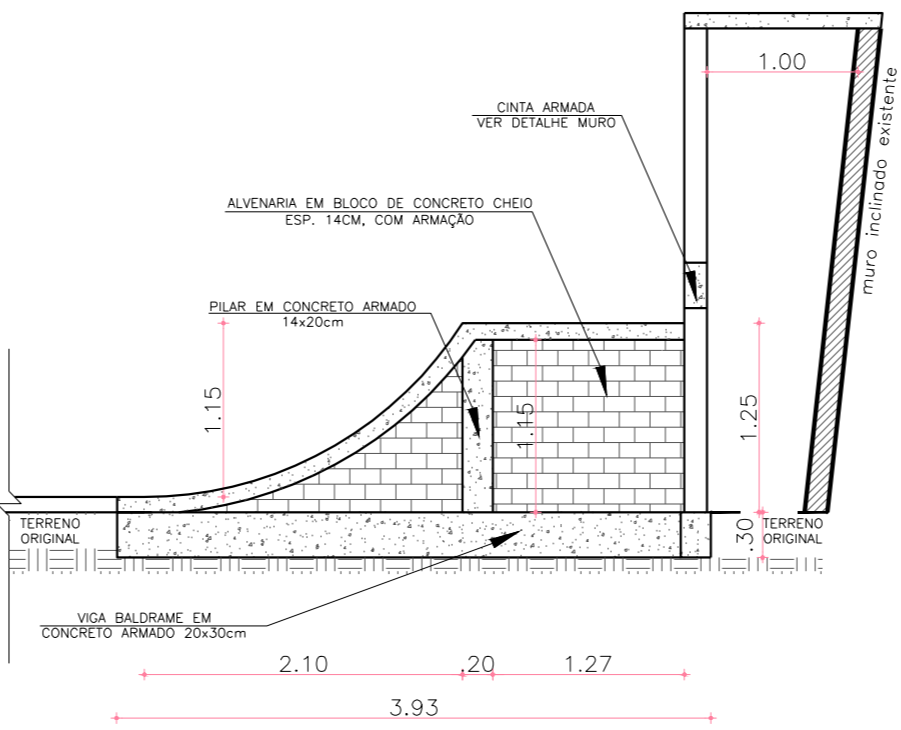 1.00
muro inclinado existente
CINTA ARMADA
VER DETALHE MURO
ALVENARIA EM BLOCO DE CONCRETO CHEIO
ESP. 14CM, COM ARMAÇÃO
PILAR EM CONCRETO ARMADO
14x20cm
1.15
1.15
1.25
.30
TERRENO
ORIGINAL
TERRENO
ORIGINAL
VIGA BALDRAME EM
CONCRETO ARMADO 20x30cm
2.10
.20
1.27
3.93